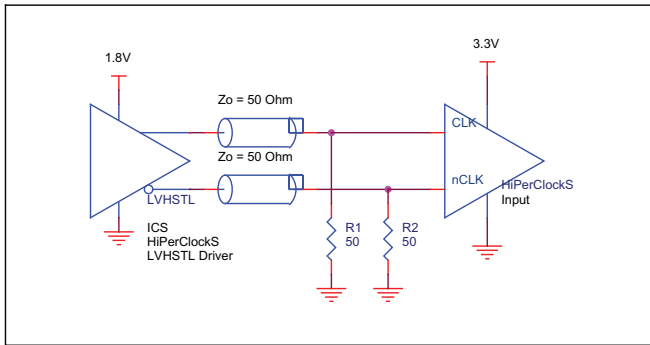 1.8V
3.3V
Zo = 50 Ohm
CLK
Zo = 50 Ohm
nCLK
LVHSTL
HiPerClockS
Input
ICS
HiPerClockS
LVHSTL Driver
R1
50
R2
50